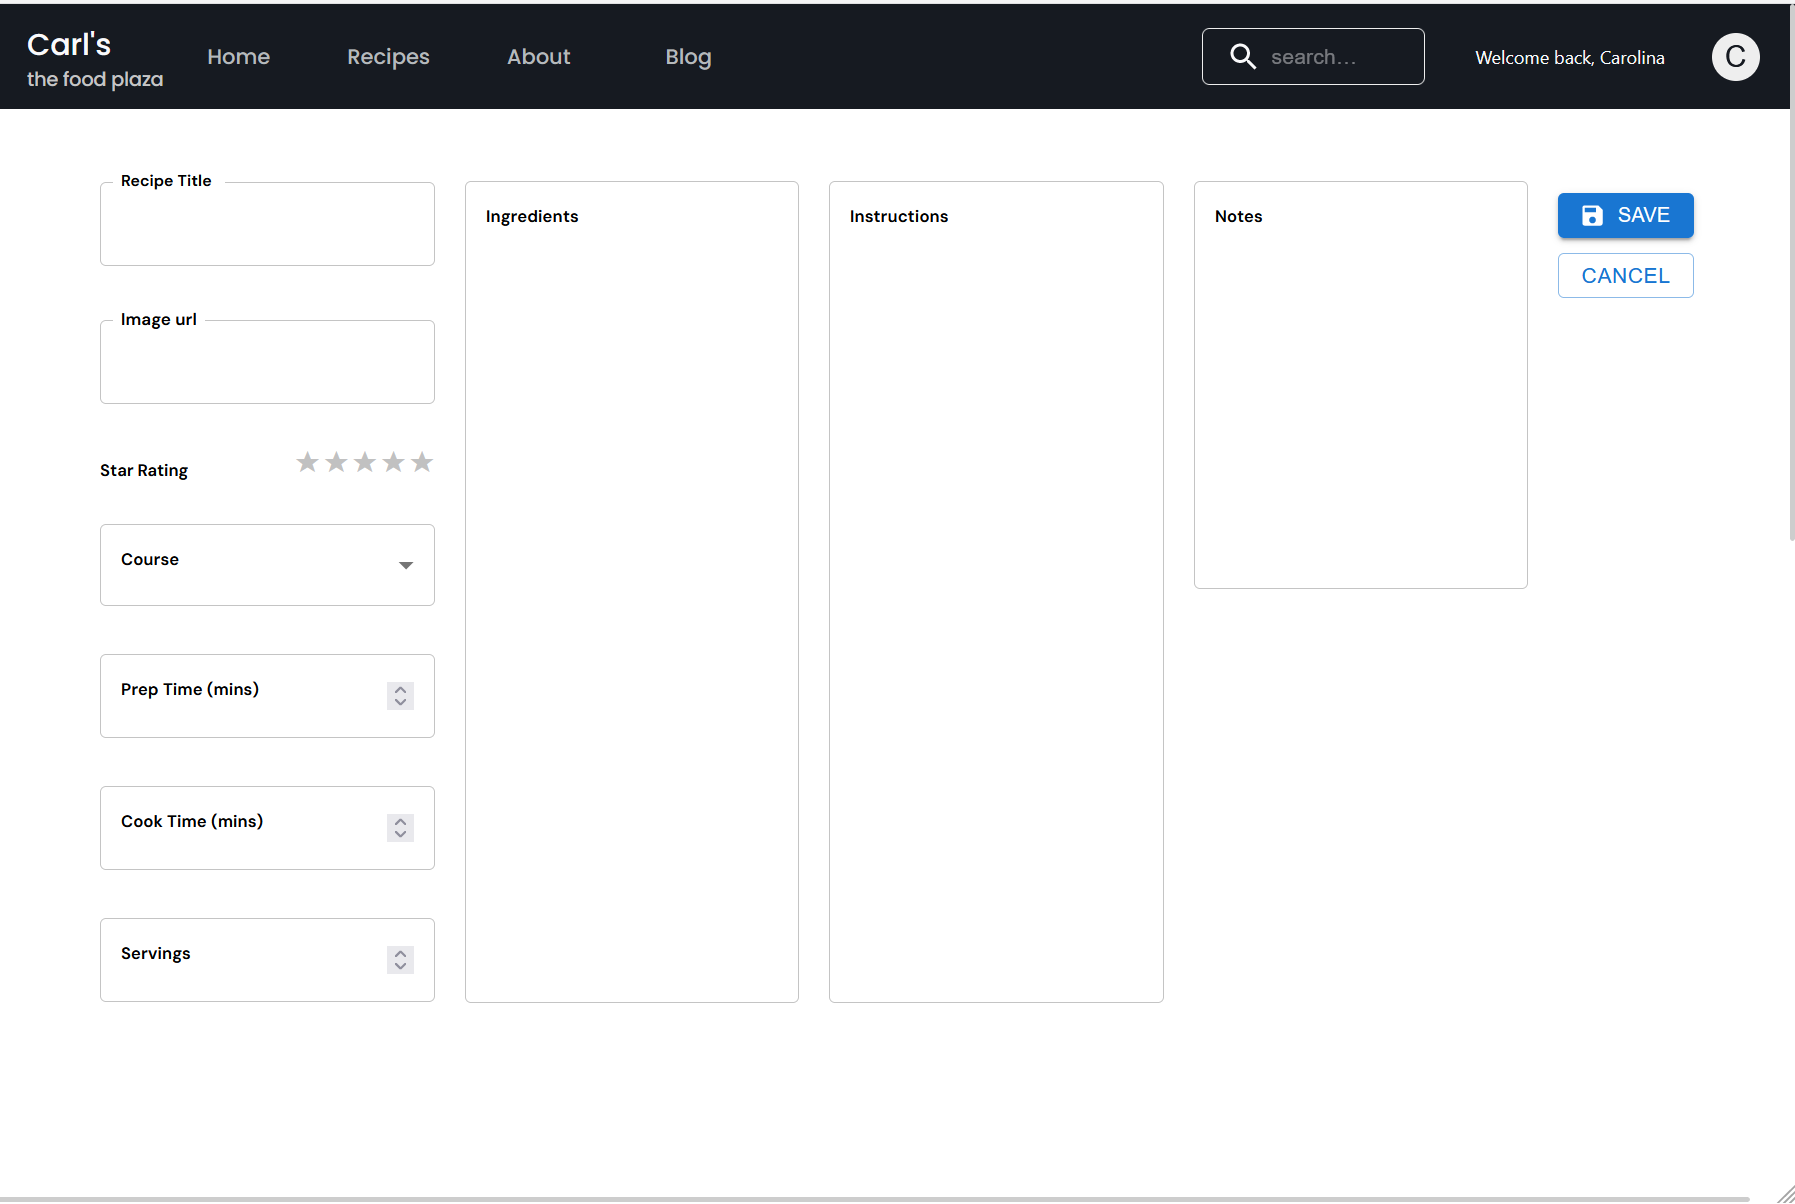 Carl's
the food plaza
Home
Recipes
About
Blog
search...
Welcome back, Carolina
C
Recipe Title
Image url
Star Rating
Course
Prep Time (mins)
Cook Time (mins)
Servings
Ingredients
Instructions
Notes
SAVE
CANCEL